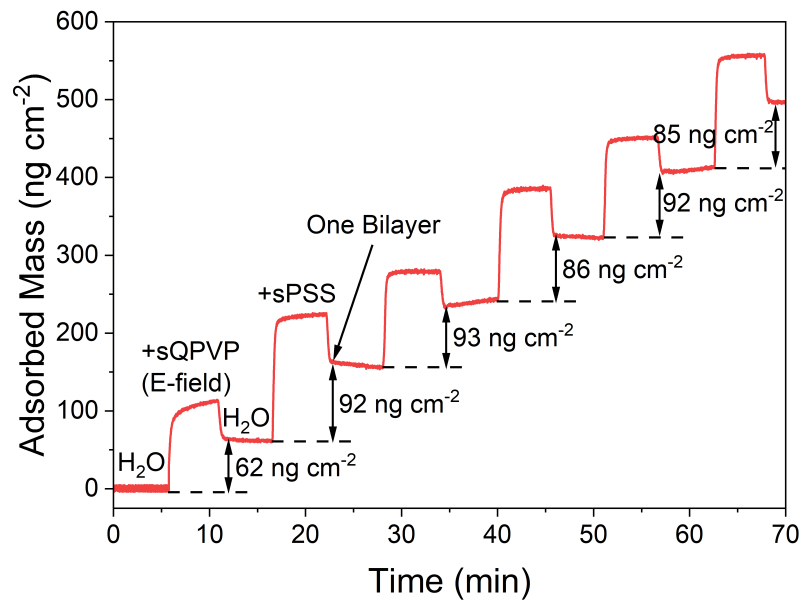 Adsorbed Mass (ng cm⁻²)
600
500
400
300
200
100
0
85 ng cm⁻²
92 ng cm⁻²
One Bilayer
86 ng cm⁻²
+sPSS
93 ng cm⁻²
+sQPVP
(E-field)
92 ng cm⁻²
H₂O
H₂O
62 ng cm⁻²
0 10 20 30 40 50 60 70
Time (min)